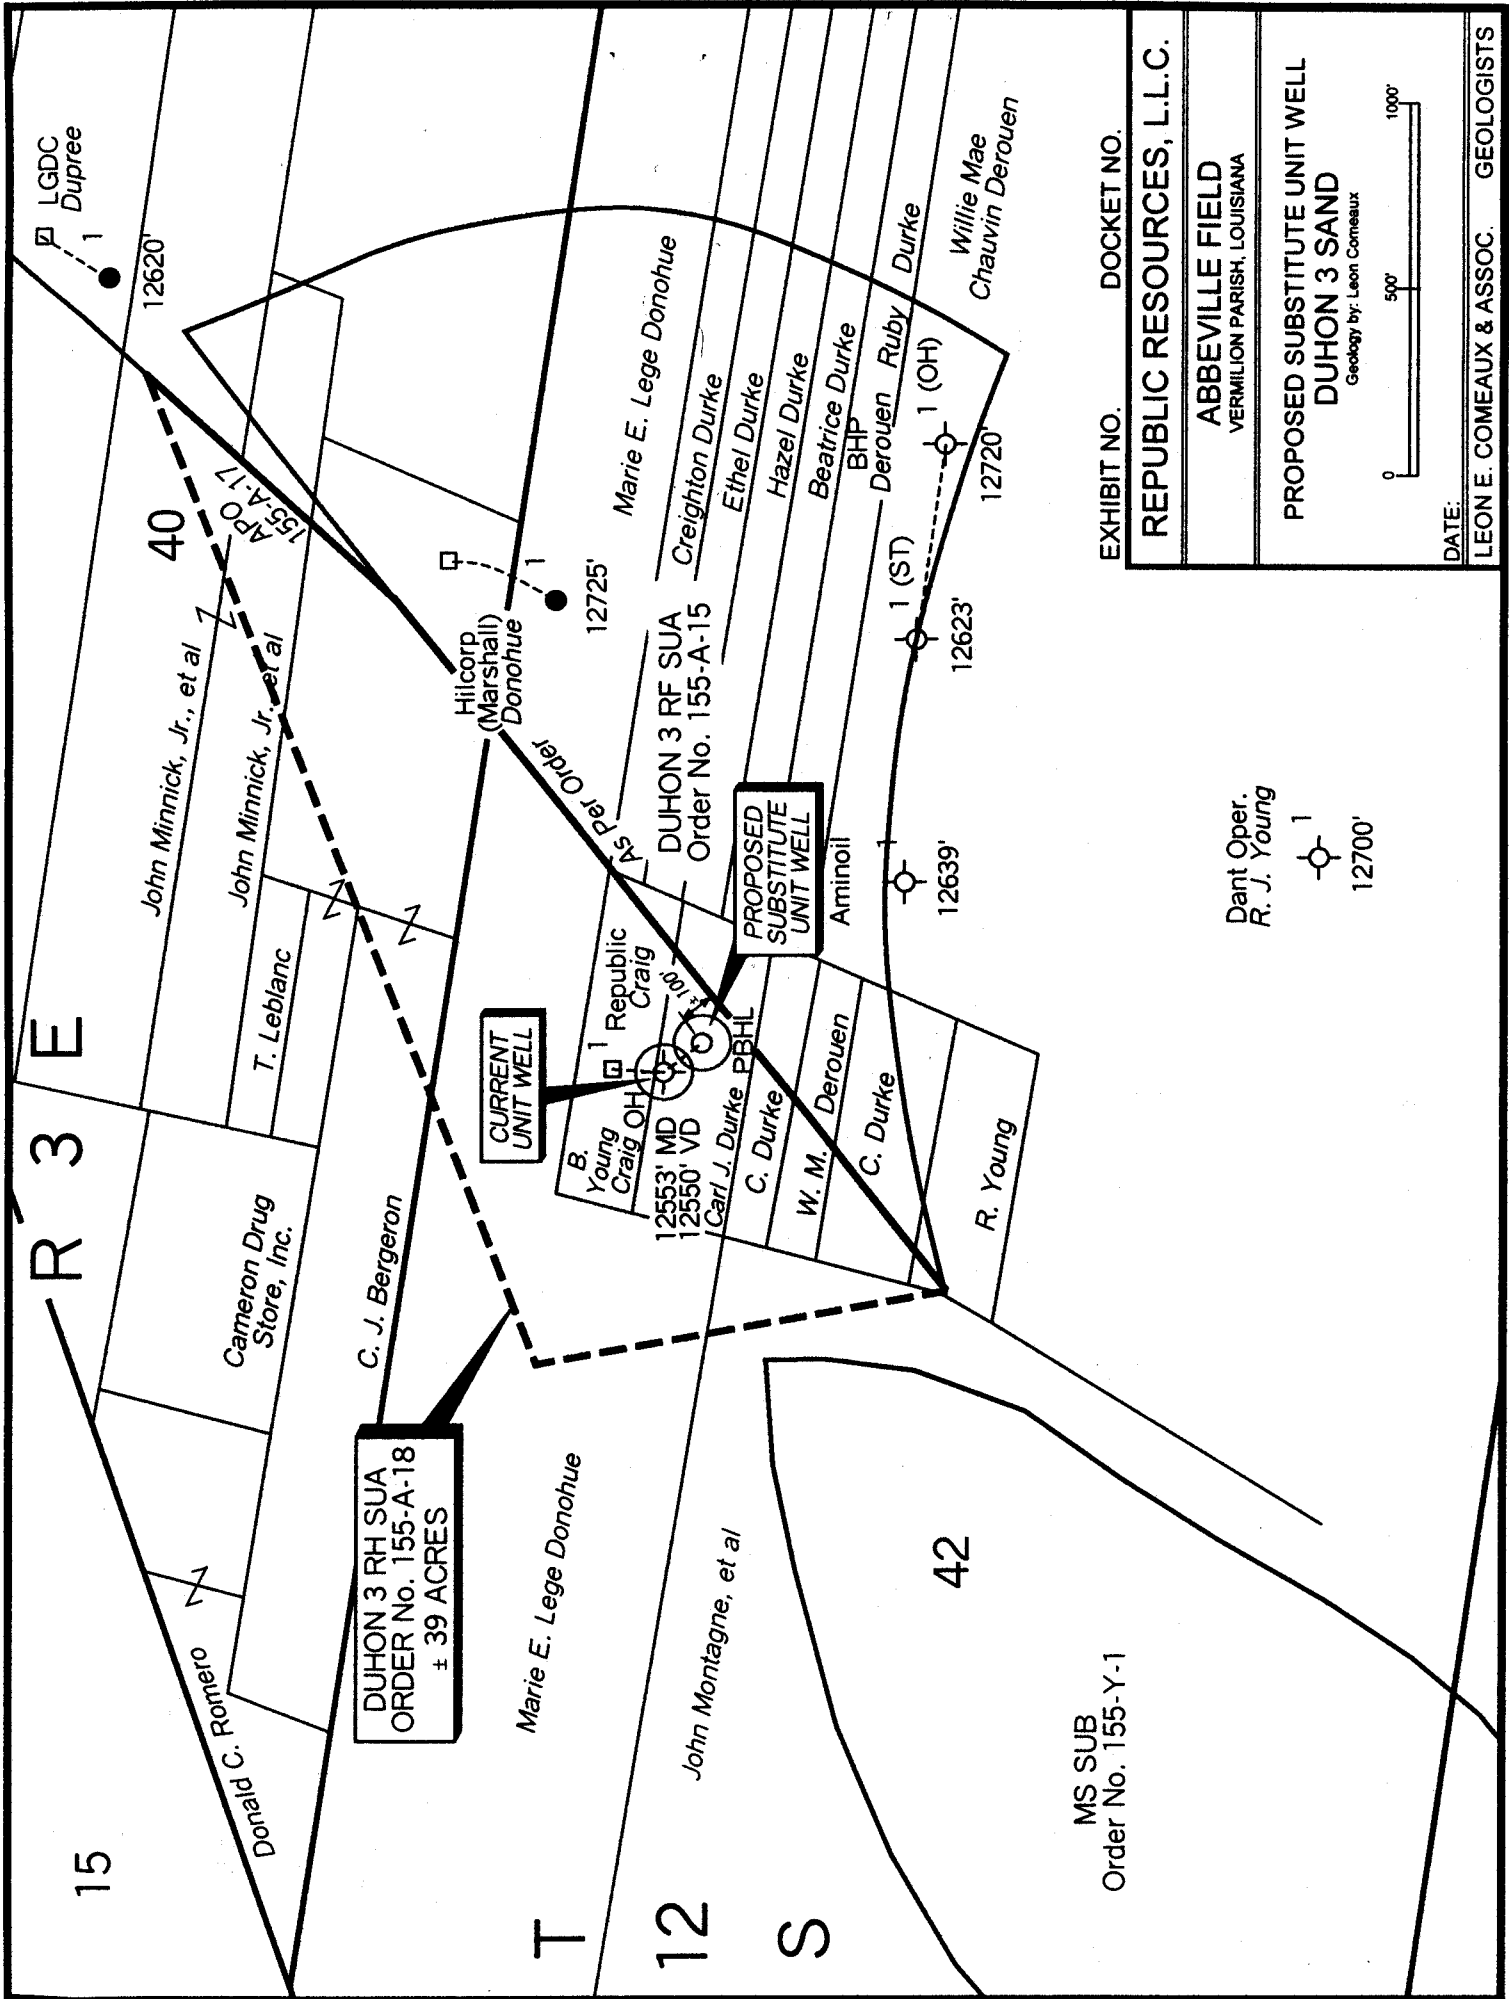 15
R 3 E
40
LGDC
Dupree
1
12620'
Donald C. Romero
Cameron Drug
Store, Inc.
T. Leblanc
John Minnick, Jr., et al
John Minnick, Jr. et al
APO
155-A-17
C. J. Bergeron
DUHON 3 RH SUA
ORDER No. 155-A-18
± 39 ACRES
Hilcorp
(Marshall)
Donohue
1
12725'
As Per Order
Marie E. Lege Donohue
Marie E. Lege Donohue
CURRENT
UNIT WELL
B.
Young
Craig
OH
1
Republic
Craig
± 100'
12553' MD
12550' VD
PBHL
DUHON 3 RF SUA
Order No. 155-A-15
PROPOSED
SUBSTITUTE
UNIT WELL
Creighton Durke
Ethel Durke
Hazel Durke
Beatrice Durke
BHP
Derouen
Ruby Durke
Willie Mae
Chauvin Derouen
1 (OH)
12720'
1 (ST)
12623'
Aminoil
1
12639'
Carl J. Durke
C. Durke
W. M. Derouen
C. Durke
R. Young
John Montagne, et al
T
12
S
42
MS SUB
Order No. 155-Y-1
Dant Oper.
R. J. Young
1
12700'
EXHIBIT NO. DOCKET NO.
REPUBLIC RESOURCES, L.L.C.
ABBEVILLE FIELD
VERMILION PARISH, LOUISIANA
PROPOSED SUBSTITUTE UNIT WELL
DUHON 3 SAND
Geology by: Leon Comeaux
0 500' 1000'
DATE:
LEON E. COMEAUX & ASSOC. GEOLOGISTS